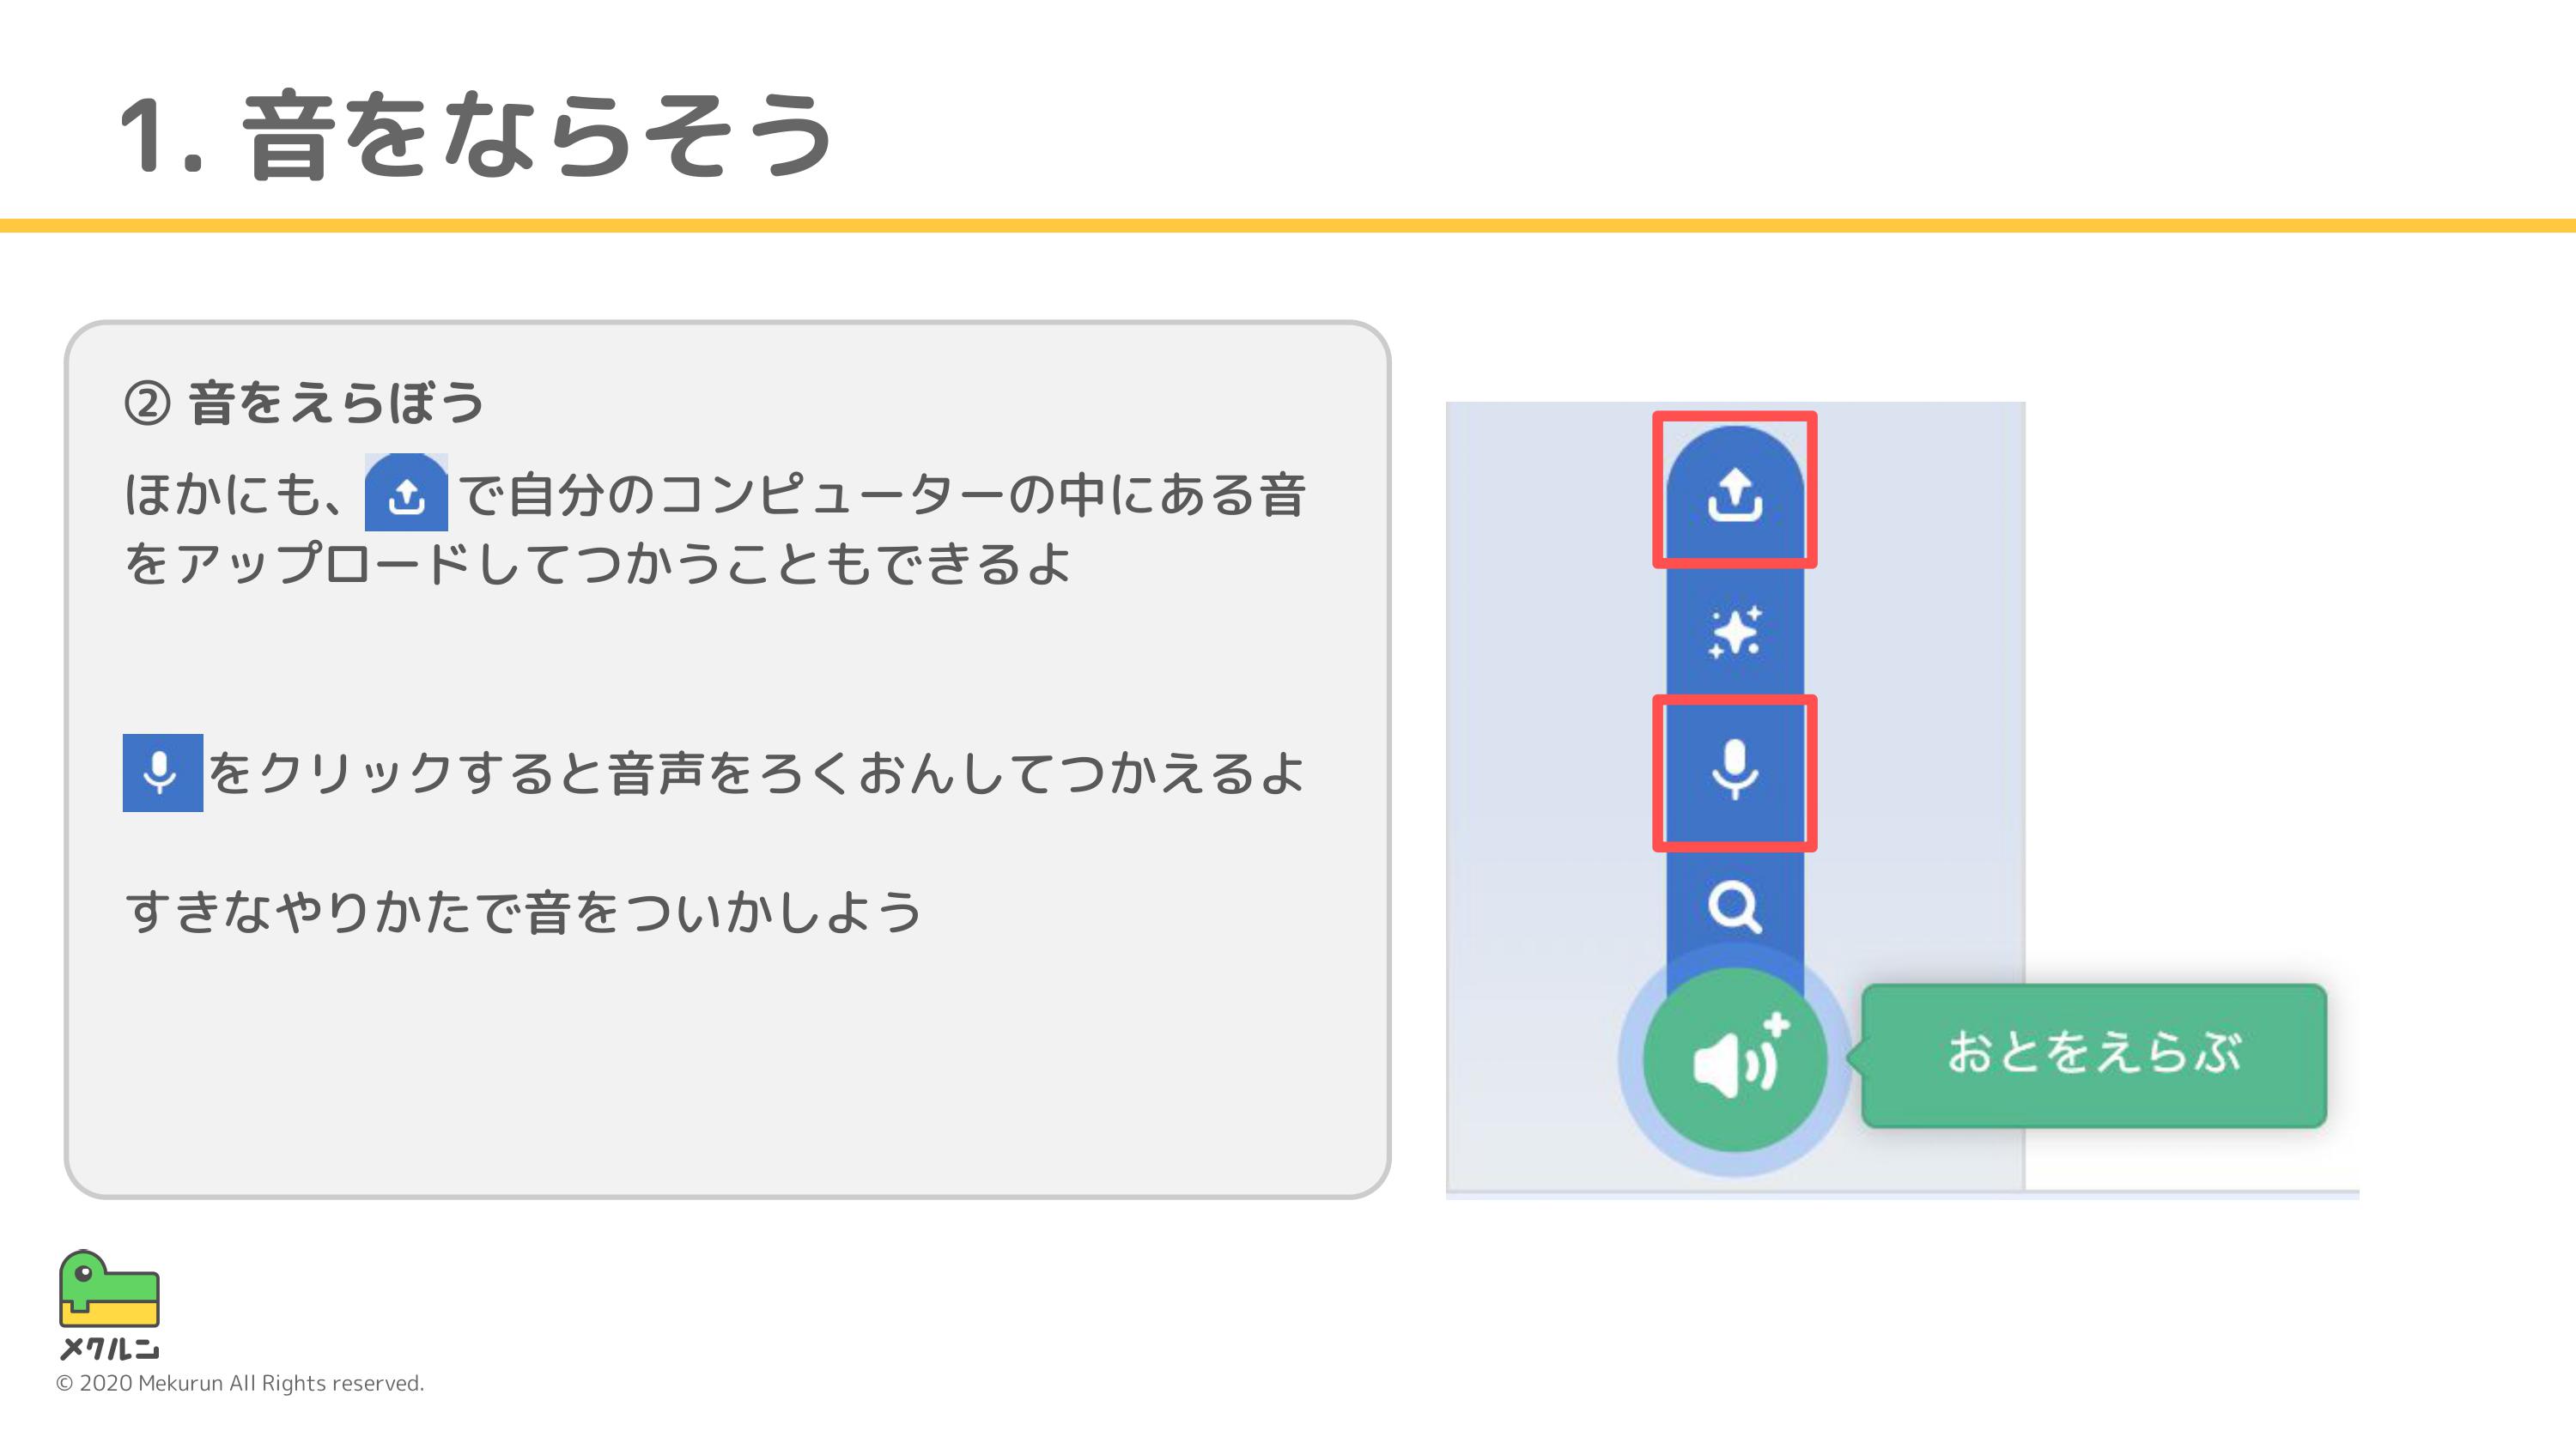 1. 音をならそう
② 音をえらぼう
ほかにも、で自分のコンピューターの中にある音
をアップロードしてつかうこともできるよ
をクリックすると音声をろくおんしてつかえるよ
すきなやりかたで音をついかしよう
おとをえらぶ
メクルン
© 2020 Mekurun All Rights reserved.